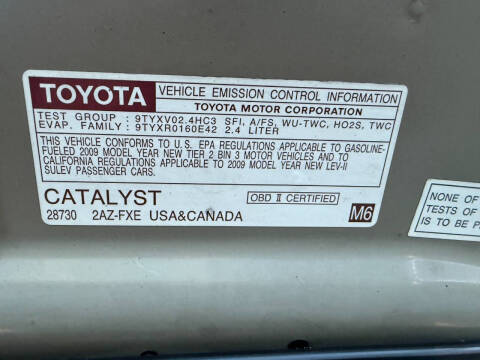 TOYOTA VEHICLE EMISSION CONTROL INFORMATION
TOYOTA MOTOR CORPORATION
TEST GROUP : 9TYXV02.4HC3 SFI, A/FS, WU-TWC, HO2S, TWC
EVAP. FAMILY : 9TYXR0160E42 2.4 LITER
THIS VEHICLE CONFORMS TO U.S. EPA REGULATIONS APPLICABLE TO GASOLINE-
FUELED 2009 MODEL YEAR NEW TIER 2 BIN 3 MOTOR VEHICLES AND TO
CALIFORNIA REGULATIONS APPLICABLE TO 2009 MODEL YEAR NEW LEV-II
SULEV PASSENGER CARS.
CATALYST OBD II CERTIFIED
28730 2AZ-FXE USA&CANADA M6
NONE OF
TESTS OF
IS TO BE